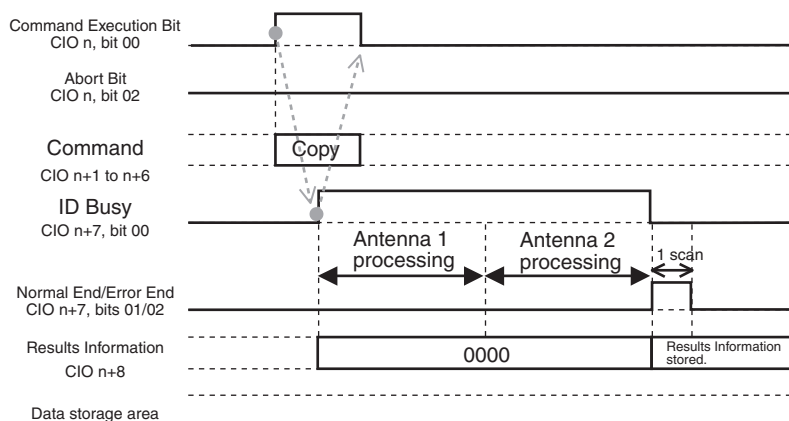 Command Execution Bit
CIO n, bit 00
Abort Bit
CIO n, bit 02
Command
CIO n+1 to n+6
Copy
ID Busy
CIO n+7, bit 00
Antenna 1
processing
Antenna 2
processing
1 scan
Normal End/Error End
CIO n+7, bits 01/02
Results Information
CIO n+8
0000
Results Information
stored.
Data storage area